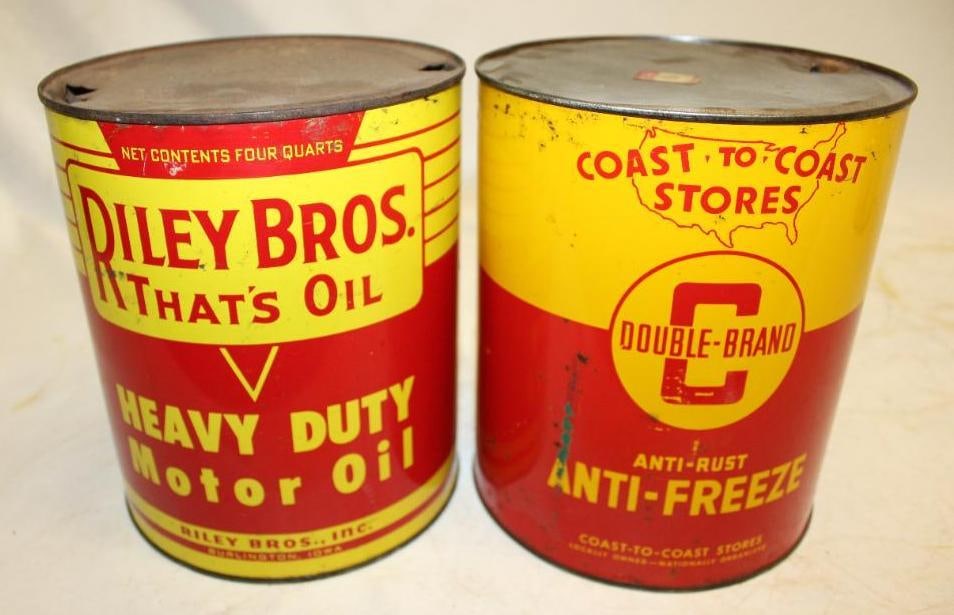 NET CONTENTS FOUR QUARTS
RILEY BROS.
THAT'S OIL
HEAVY DUTY
Motor Oil
RILEY BROS., Inc.
BURLINGTON, IOWA
COAST-TO-COAST
STORES
C
DOUBLE-BRAND
ANTI-RUST
ANTI-FREEZE
COAST-TO-COAST STORES
LOCALLY OWNED—NATIONALLY ORGANIZED